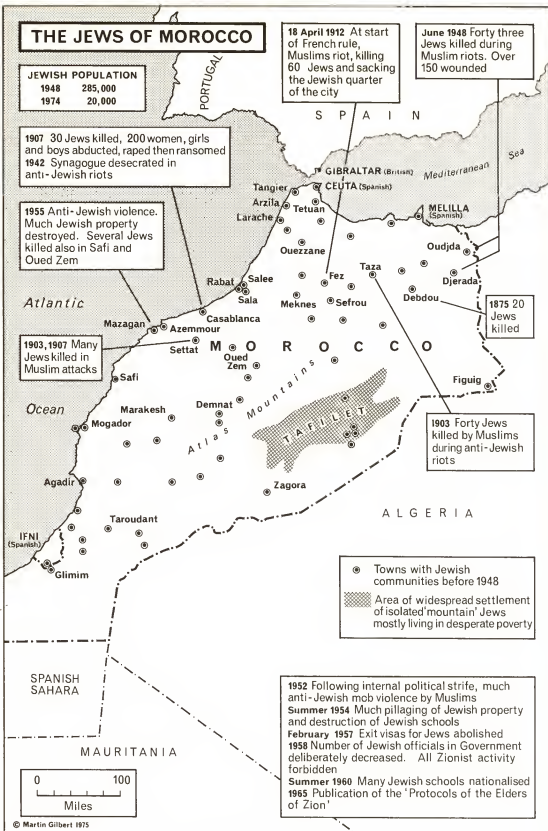 THE JEWS OF MOROCCO
JEWISH POPULATION
1948 285,000
1974 20,000
PORTUGAL
18 April 1912 At start
of French rule,
Muslims riot, killing
60 Jews and sacking
the Jewish quarter
of the city
June 1948 Forty three
Jews killed during
Muslim riots. Over
150 wounded
SPAIN
1907 30 Jews killed, 200 women, girls
and boys abducted, raped then ransomed
1942 Synagogue desecrated in
anti-Jewish riots
GIBRALTAR (British)
Mediterranean Sea
CEUTA (Spanish)
Tangier
Arzila
Tetuan
Larache
MELILLA
(Spanish)
1955 Anti-Jewish violence.
Much Jewish property
destroyed. Several Jews
killed also in Safi and
Oued Zem
Ouezzane
Oudjda
Fez
Taza
Djerada
Rabat
Salee
Sala
Meknes
Sefrou
Debdou
Atlantic
Casablanca
1875 20
Jews
killed
Mazagan
Azemmour
1903, 1907 Many
Jews killed in
Muslim attacks
Settat
MOROCCO
Oued
Zem
Safi
Figuig
Ocean
Marakesh
Demnat
Atlas Mountains
TAFILET
Mogador
1903 Forty Jews
killed by Muslims
during anti-Jewish
riots
Agadir
Zagora
ALGERIA
Taroudant
IFNI
(Spanish)
Glimim
Towns with Jewish
communities before 1948
Area of widespread settlement
of isolated 'mountain' Jews
mostly living in desperate poverty
SPANISH
SAHARA
MAURITANIA
1952 Following internal political strife, much
anti-Jewish mob violence by Muslims
Summer 1954 Much pillaging of Jewish property
and destruction of Jewish schools
February 1957 Exit visas for Jews abolished
1958 Number of Jewish officials in Government
deliberately decreased. All Zionist activity
forbidden
Summer 1960 Many Jewish schools nationalised
1965 Publication of the 'Protocols of the Elders
of Zion'
0 100
Miles
© Martin Gilbert 1975